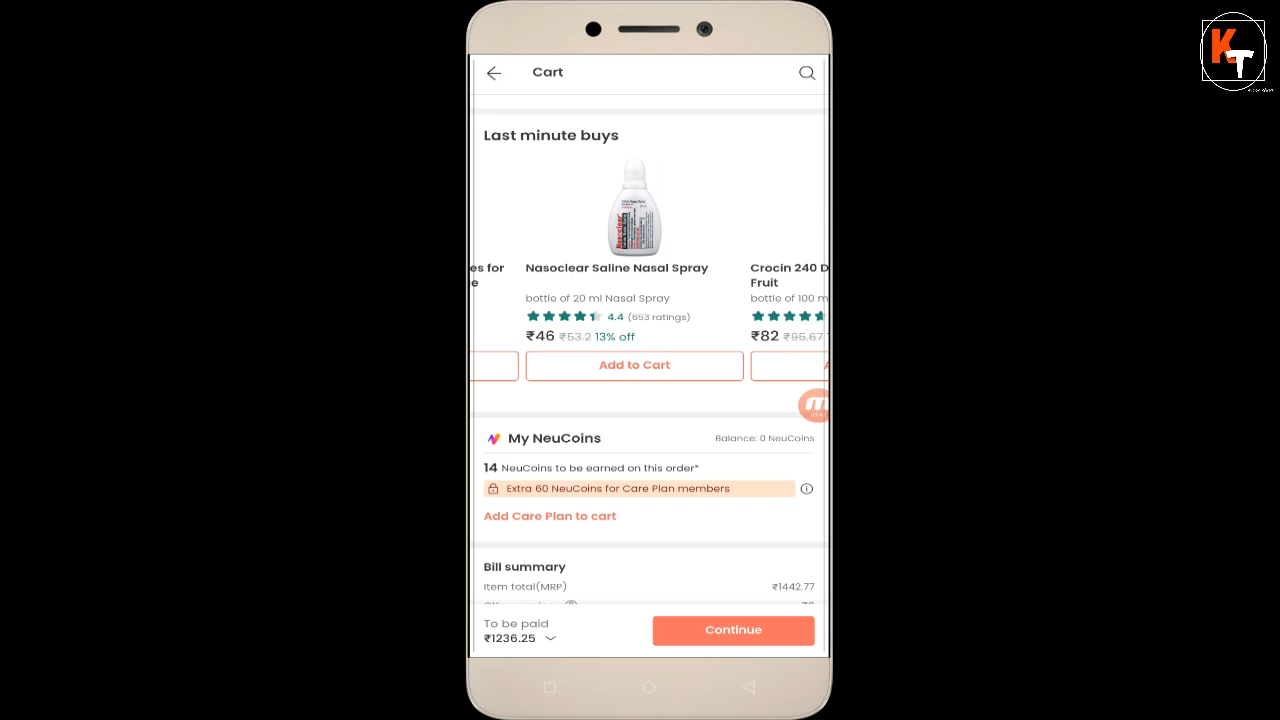 KT
Cart
Last minute buys
Nasoclear
es for
e
Nasoclear Saline Nasal Spray
bottle of 20 ml Nasal Spray
4.4 (653 ratings)
₹46 ₹53.2 13% off
Add to Cart
Crocin 240 D
Fruit
bottle of 100 m
₹82 ₹95.67
A
My NeuCoins
Balance: 0 NeuCoins
14 NeuCoins to be earned on this order*
Extra 60 NeuCoins for Care Plan members
Add Care Plan to cart
Bill summary
Item total(MRP) ₹1442.77
To be paid
₹1236.25
Continue